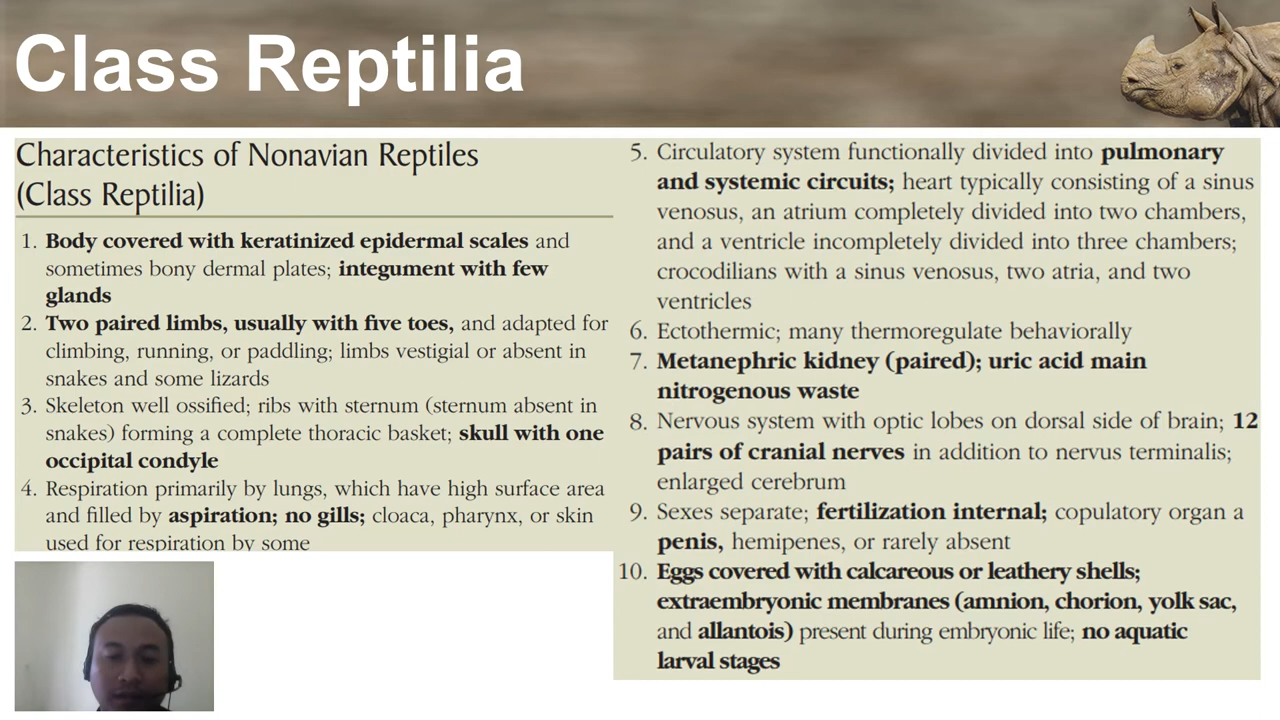 Class Reptilia
Characteristics of Nonavian Reptiles
(Class Reptilia)
1. Body covered with keratinized epidermal scales and
sometimes bony dermal plates; integument with few
glands
2. Two paired limbs, usually with five toes, and adapted for
climbing, running, or paddling; limbs vestigial or absent in
snakes and some lizards
3. Skeleton well ossified; ribs with sternum (sternum absent in
snakes) forming a complete thoracic basket; skull with one
occipital condyle
4. Respiration primarily by lungs, which have high surface area
and filled by aspiration; no gills; cloaca, pharynx, or skin
used for respiration by some
5. Circulatory system functionally divided into pulmonary
and systemic circuits; heart typically consisting of a sinus
venosus, an atrium completely divided into two chambers,
and a ventricle incompletely divided into three chambers;
crocodilians with a sinus venosus, two atria, and two
ventricles
6. Ectothermic; many thermoregulate behaviorally
7. Metanephric kidney (paired); uric acid main
nitrogenous waste
8. Nervous system with optic lobes on dorsal side of brain; 12
pairs of cranial nerves in addition to nervus terminalis;
enlarged cerebrum
9. Sexes separate; fertilization internal; copulatory organ a
penis, hemipenes, or rarely absent
10. Eggs covered with calcareous or leathery shells;
extraembryonic membranes (amnion, chorion, yolk sac,
and allantois) present during embryonic life; no aquatic
larval stages